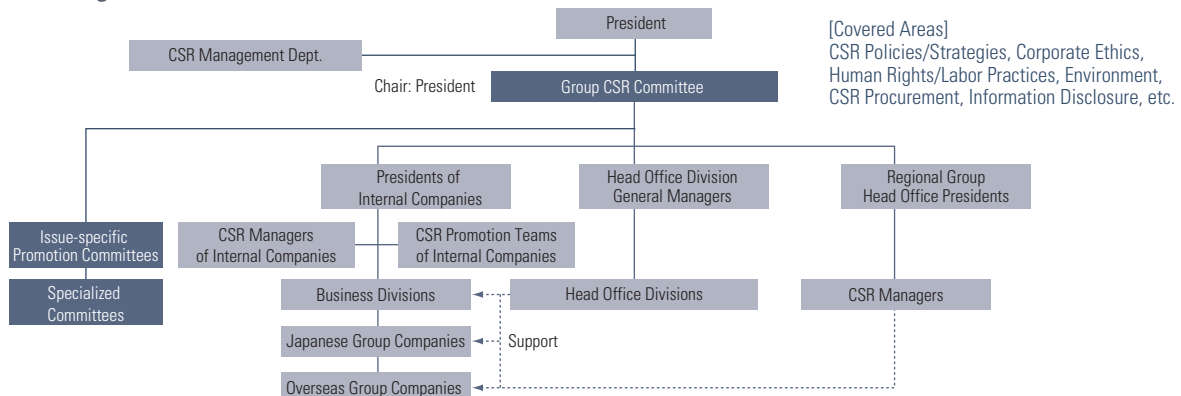 President
CSR Management Dept.
Chair: President
Group CSR Committee
[Covered Areas]
CSR Policies/Strategies, Corporate Ethics,
Human Rights/Labor Practices, Environment,
CSR Procurement, Information Disclosure, etc.
Presidents of
Internal Companies
Head Office Division
General Managers
Regional Group
Head Office Presidents
Issue-specific
Promotion Committees
CSR Managers
of Internal Companies
CSR Promotion Teams
of Internal Companies
Specialized
Committees
Business Divisions
Head Office Divisions
CSR Managers
Japanese Group Companies
Support
Overseas Group Companies